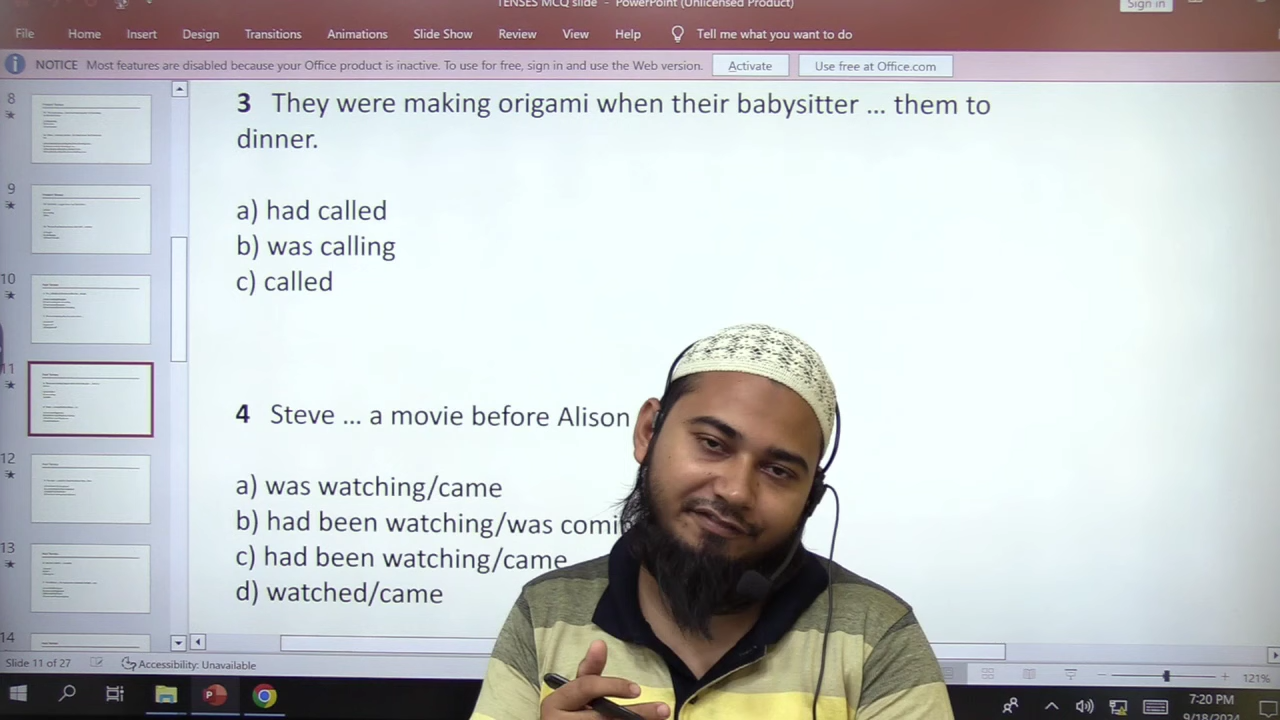 TENSES MCQ slide - PowerPoint (Unlicensed Product)
Sign in
File Home Insert Design Transitions Animations Slide Show Review View Help Tell me what you want to do
NOTICE Most features are disabled because your Office product is inactive. To use for free, sign in and use the Web version. Activate Use free at Office.com
8
9
10
11
12
13
14
3 They were making origami when their babysitter ... them to
dinner.
a) had called
b) was calling
c) called
4 Steve ... a movie before Alison
a) was watching/came
b) had been watching/was comin
c) had been watching/came
d) watched/came
Slide 11 of 27 Accessibility: Unavailable 121%
7:20 PM
9/18/2024